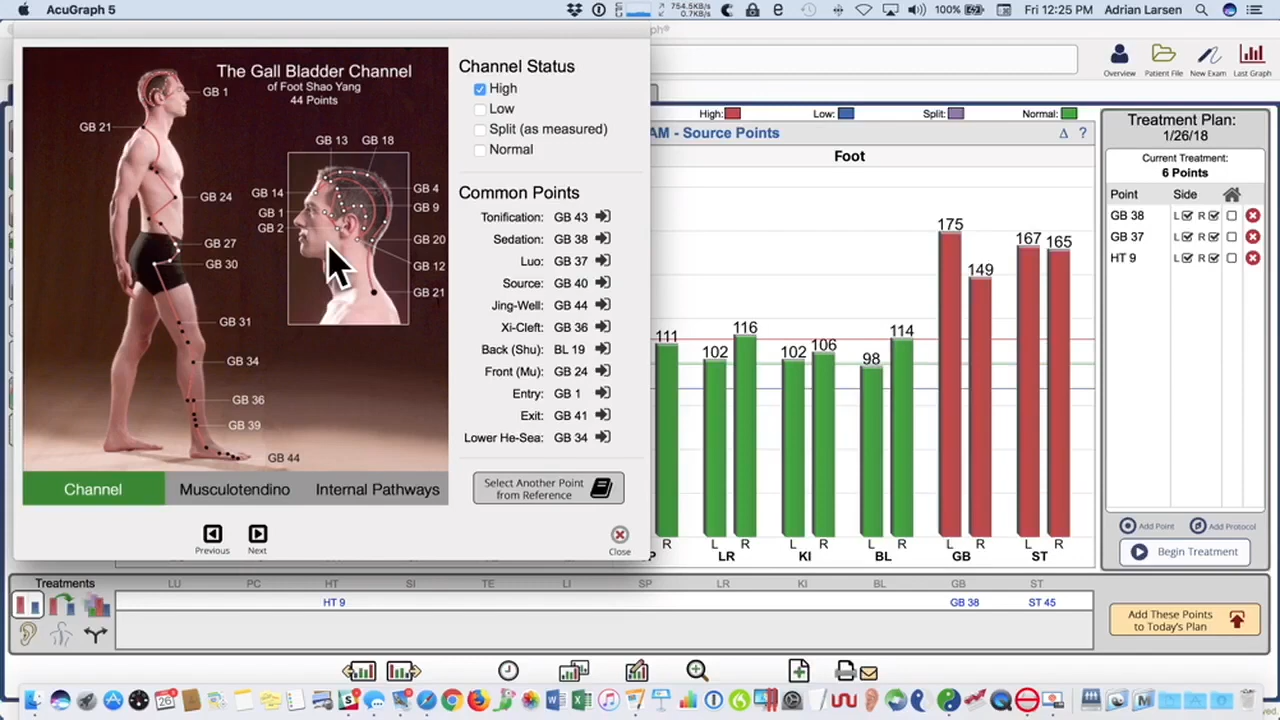 AcuGraph 5
754.5KB/s
0.7KB/s
100%
Fri 12:25 PM
Adrian Larsen
The Gall Bladder Channel
of Foot Shao Yang
44 Points
GB 1
GB 21
GB 24
GB 27
GB 30
GB 31
GB 34
GB 36
GB 39
GB 44
GB 13
GB 18
GB 14
GB 1
GB 2
GB 4
GB 9
GB 20
GB 12
GB 21
Channel
Musculotendino
Internal Pathways
Previous
Next
Channel Status
High
Low
Split (as measured)
Normal
Common Points
Tonification: GB 43
Sedation: GB 38
Luo: GB 37
Source: GB 40
Jing-Well: GB 44
Xi-Cleft: GB 36
Back (Shu): BL 19
Front (Mu): GB 24
Entry: GB 1
Exit: GB 41
Lower He-Sea: GB 34
Select Another Point
from Reference
Close
Overview
Patient File
New Exam
Last Graph
High:
Low:
Split:
Normal:
AM - Source Points
Δ ?
Foot
111
102
116
102
106
98
114
175
149
167
165
R
L R
L R
L R
L R
L R
LR
KI
BL
GB
ST
Treatment Plan:
1/26/18
Current Treatment:
6 Points
Point Side
GB 38 L R
GB 37 L R
HT 9 L R
Add Point
Add Protocol
Begin Treatment
Treatments
LU PC HT SI TE LI SP LR KI BL GB ST
HT 9 GB 38 ST 45
Add These Points
to Today's Plan